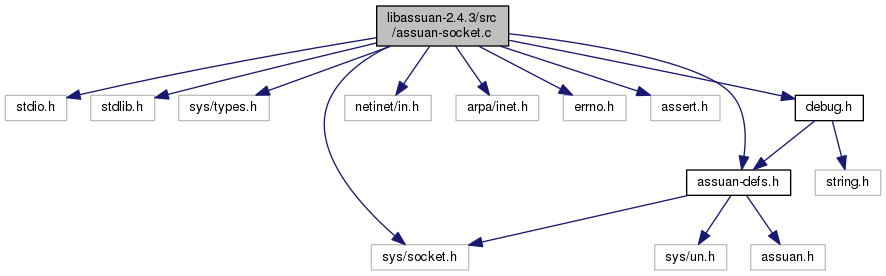 libassuan-2.4.3/src
/assuan-socket.c
stdio.h
stdlib.h
sys/types.h
netinet/in.h
arpa/inet.h
errno.h
assert.h
debug.h
assuan-defs.h
string.h
sys/socket.h
sys/un.h
assuan.h